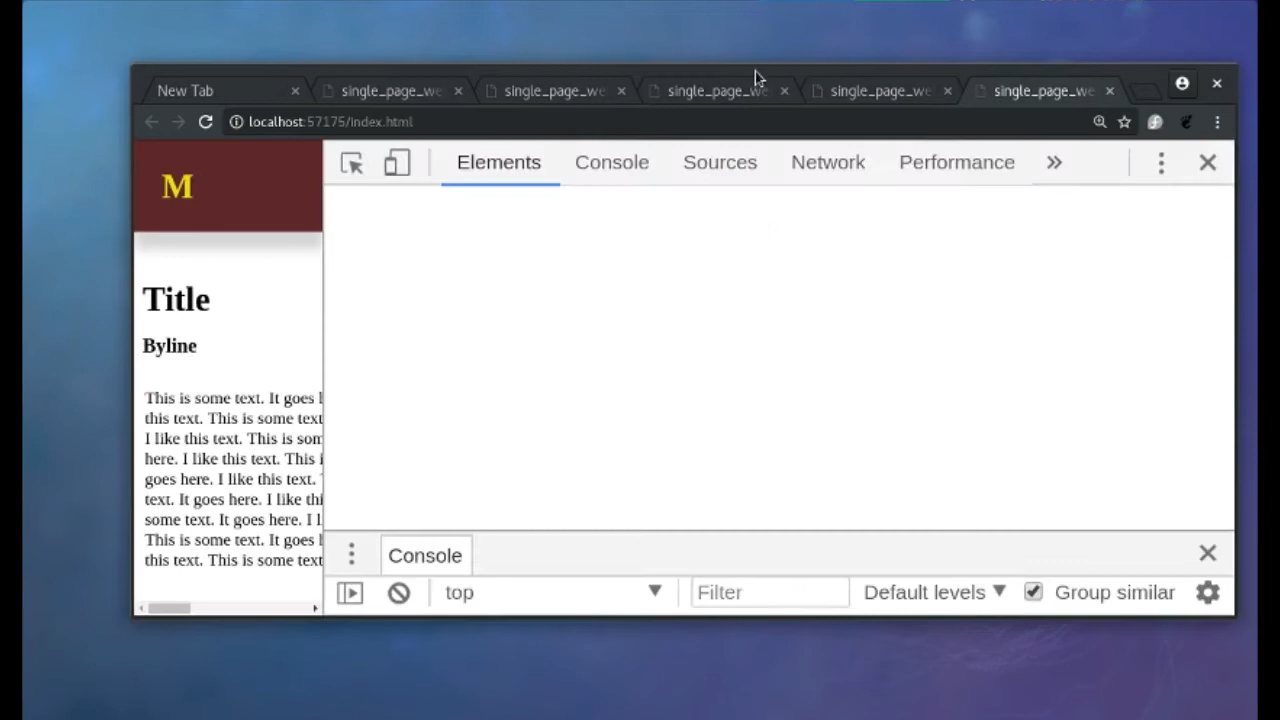 New Tab single_page_we single_page_we single_page_we single_page_we single_page_we
localhost:57175/index.html
Elements Console Sources Network Performance
M
Title
Byline
This is some text. It goes
this text. This is some text
I like this text. This is som
here. I like this text. This
goes here. I like this text.
text. It goes here. I like thi
some text. It goes here. I
This is some text. It goes
this text. This is some text
Console
top Filter Default levels Group similar